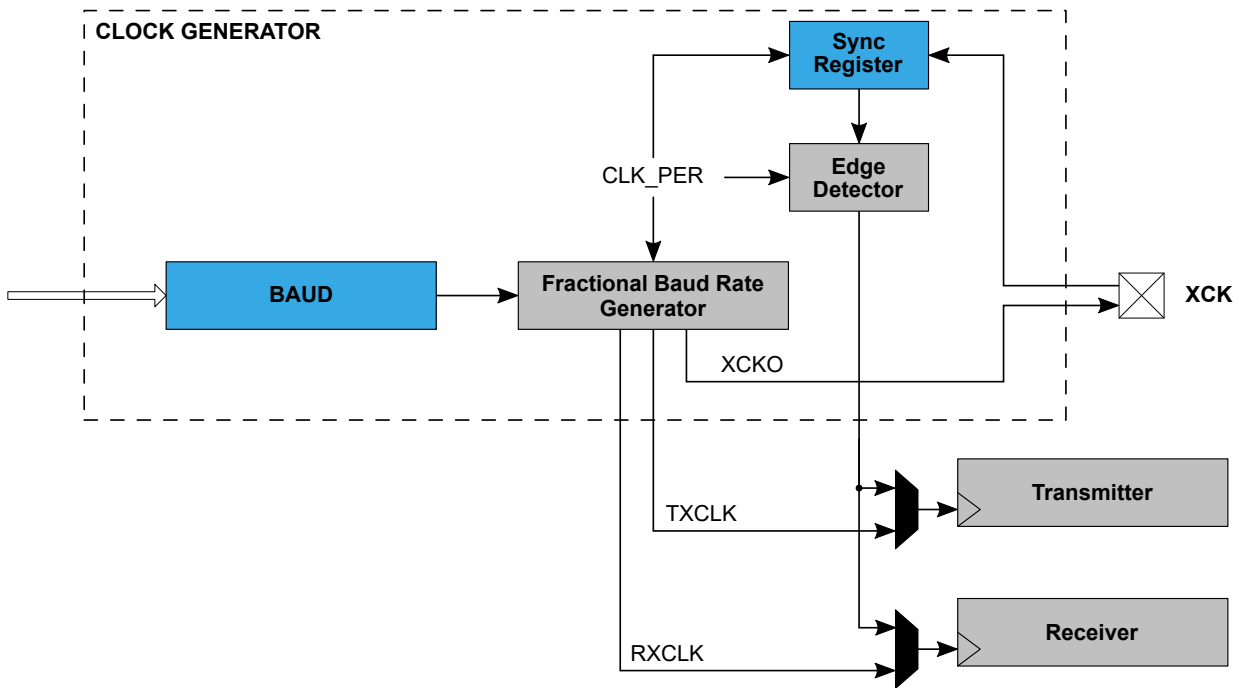 CLOCK GENERATOR
Sync
Register
CLK_PER
Edge
Detector
BAUD
Fractional Baud Rate
Generator
XCK
XCKO
TXCLK
Transmitter
RXCLK
Receiver